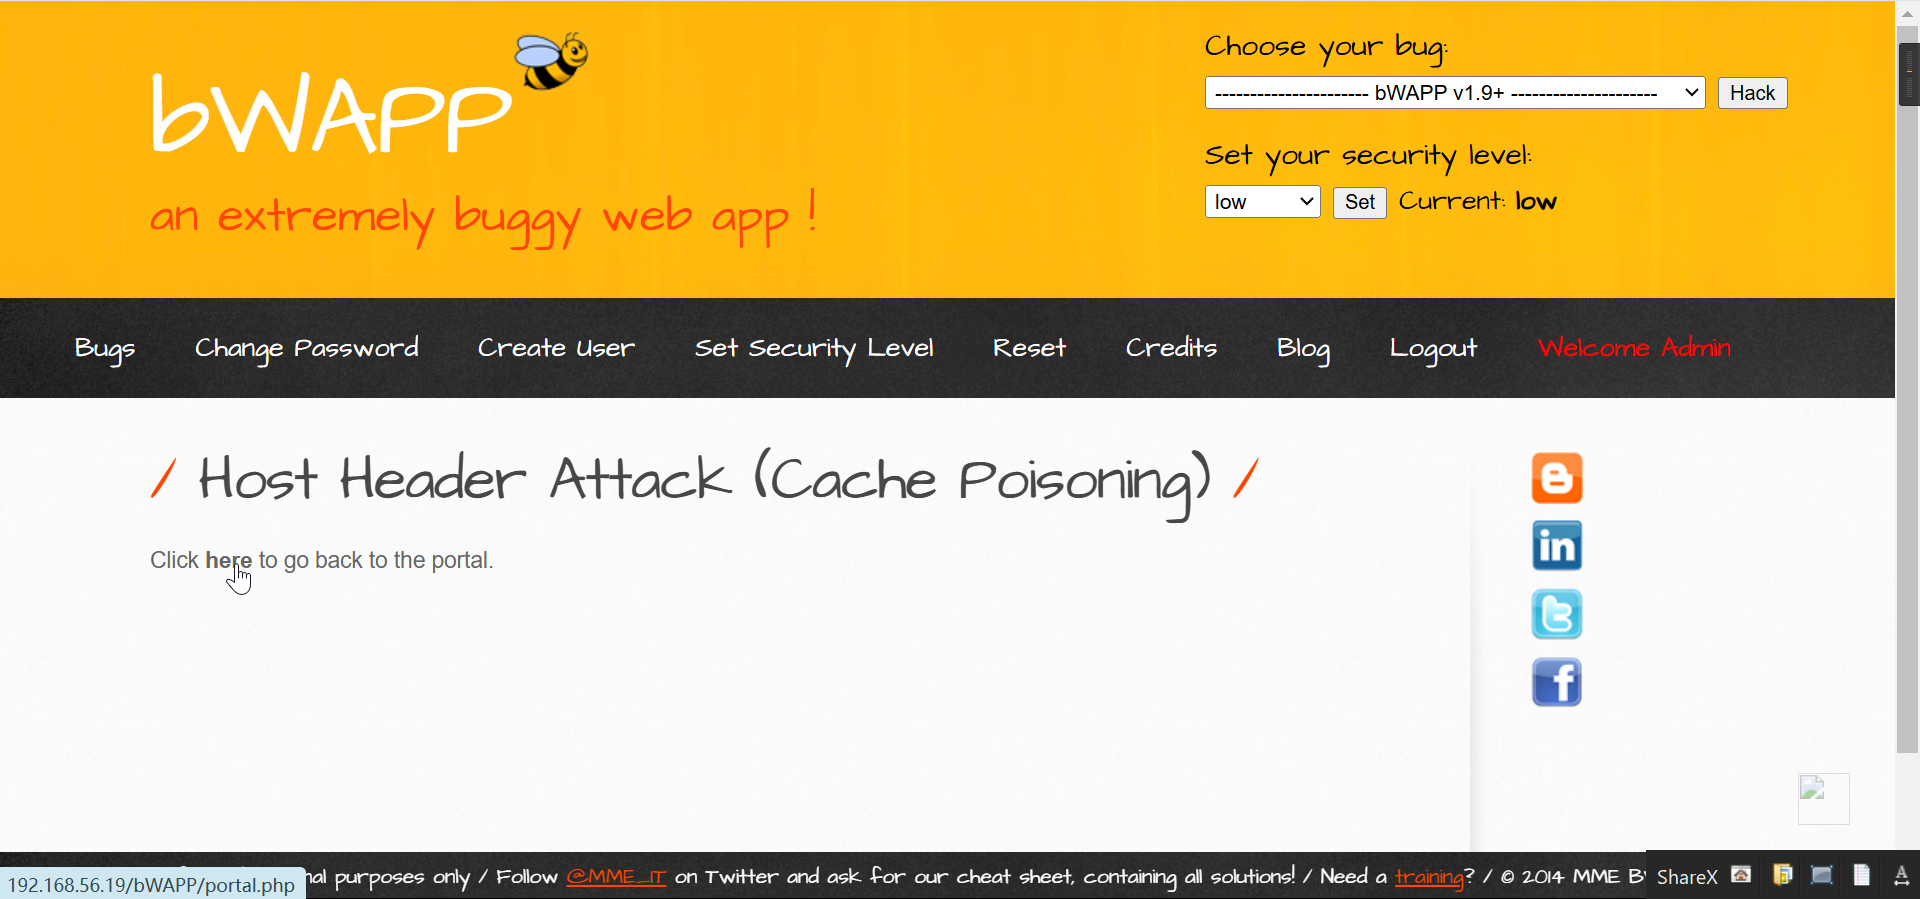 bWAPP
an extremely buggy web app !
Choose your bug:
---------------------- bWAPP v1.9+ ---------------------
Hack
Set your security level:
low
Set
Current: low
Bugs
Change Password
Create User
Set Security Level
Reset
Credits
Blog
Logout
Welcome Admin
/ Host Header Attack (Cache Poisoning) /
Click here to go back to the portal.
purposes only / Follow @MME_IT on Twitter and ask for our cheat sheet, containing all solutions! / Need a training? / © 2014 MME
192.168.56.19/bWAPP/portal.php
ShareX